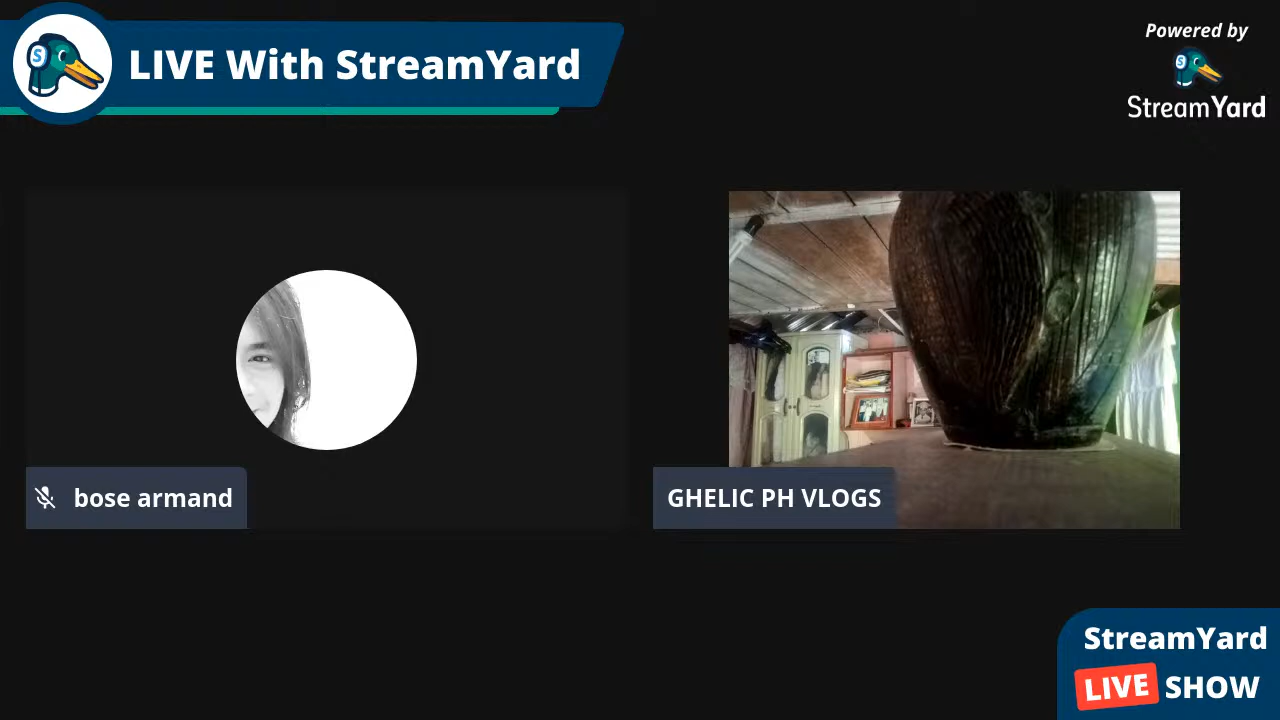 LIVE With StreamYard
Powered by
StreamYard
S
S
bose armand
GHELIC PH VLOGS
StreamYard
LIVE SHOW